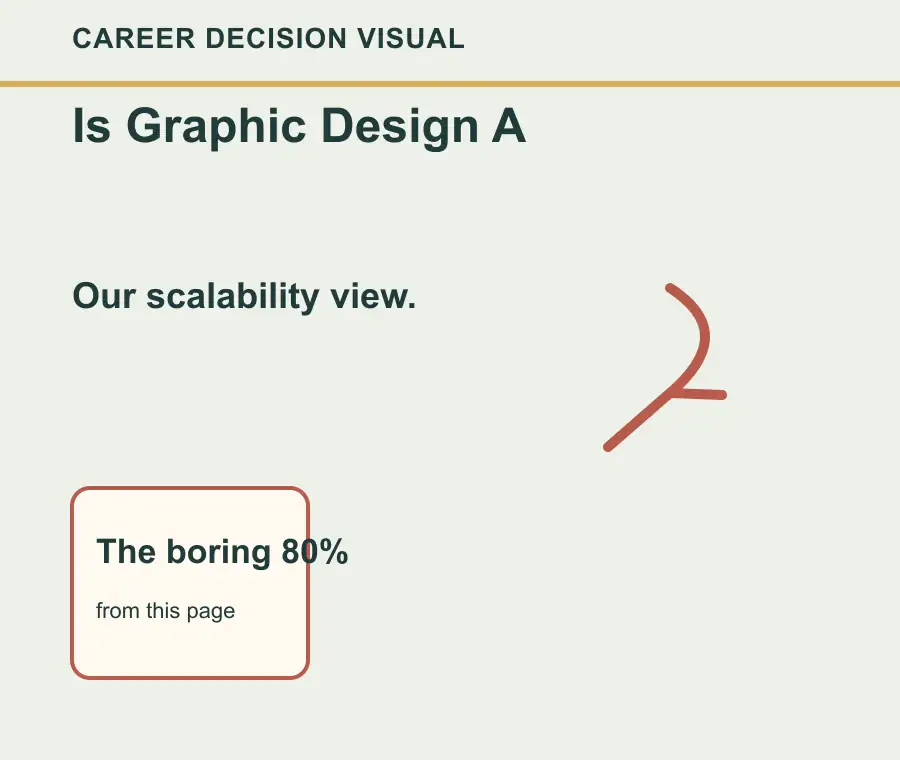 CAREER DECISION VISUAL
Is Graphic Design A
Our scalability view.
The boring 80%
from this page